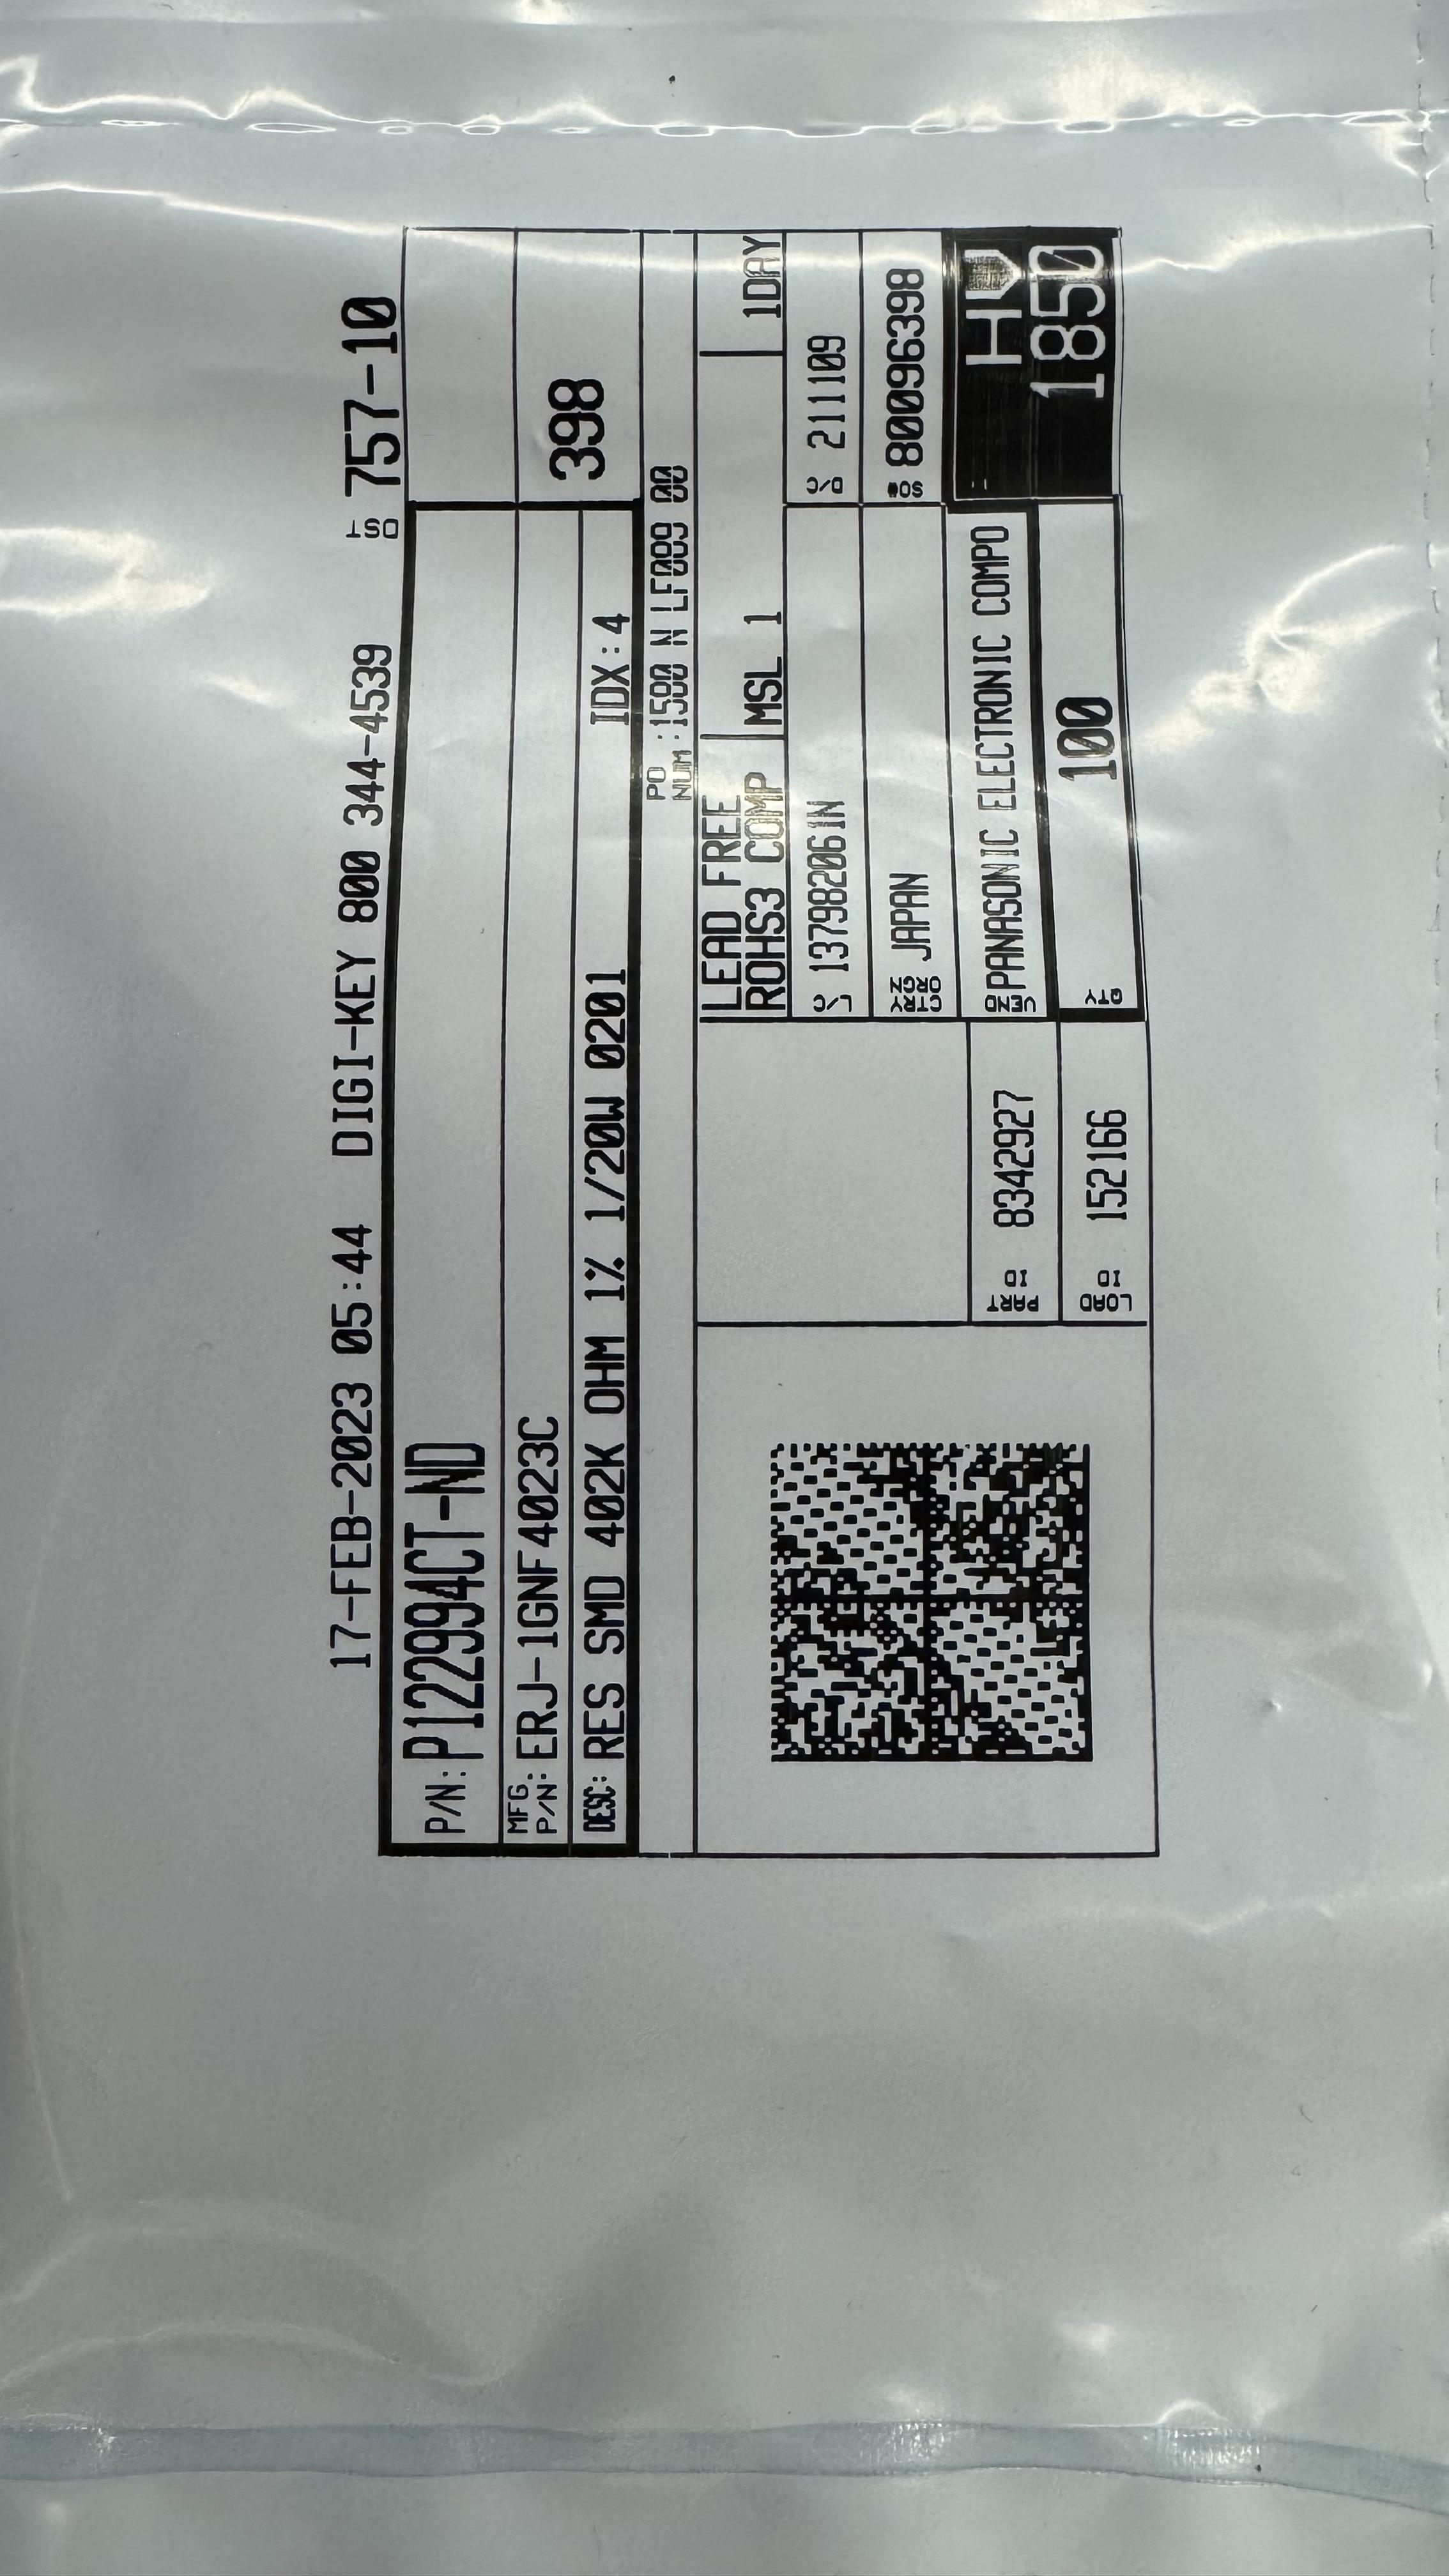 17-FEB-2023 05:44 DIGI-KEY 800 344-4539 DST 757-10
P/N: P122994CT-ND
MFG. P/N: ERJ-1GNF4023C
398
DESC: RES SMD 402K OHM 1% 1/20W 0201 IDX: 4
PO NUM :1500 N LF009 00
LEAD FREE
ROHS3 COMP MSL 1 1DAY
L/C 13798206IN D/C 211109
CTRY ORGN JAPAN SO# 80096398
PART ID 8342927 VEND PANASONIC ELECTRONIC COMPO
LOAD ID 152166 QTY 100
1850